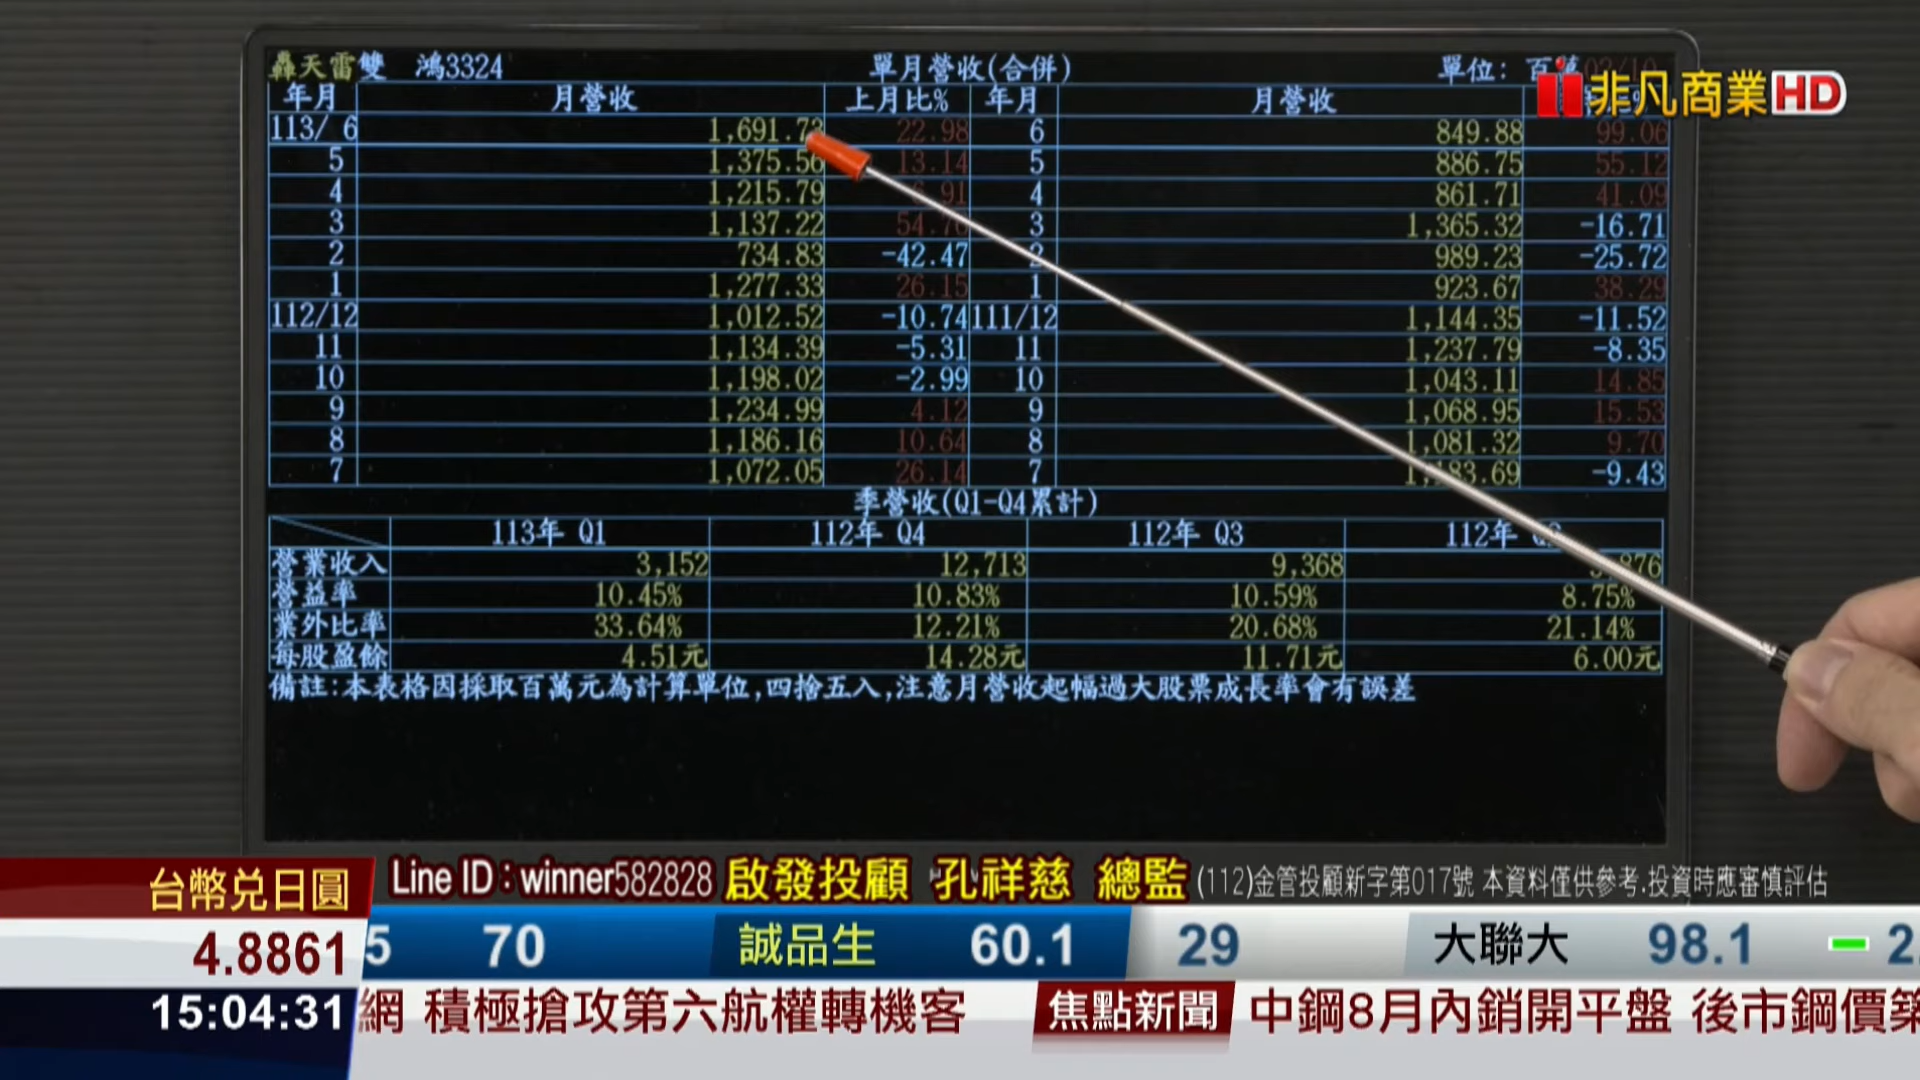 轟天雷雙 鴻3324 單月營收(合併) 單位:
非凡商業HD
年月 月營收 上月比% 年月 月營收
113/ 6 1,691.73 22.98 6 849.88 99.06
5 1,375.56 13.14 5 886.75 55.12
4 1,215.79 4 861.71 41.09
3 1,137.22 3 1,365.32 -16.71
2 734.83 -42.47 2 989.23 -25.72
1 1,277.33 26.15 1 923.67 38.29
112/12 1,012.52 -10.74 111/12 1,144.35 -11.52
11 1,134.39 -5.31 11 1,237.79 -8.35
10 1,198.02 -2.99 10 1,043.11 14.85
9 1,234.99 4.12 9 1,068.95 15.53
8 1,186.16 10.64 8 1,081.32 9.70
7 1,072.05 26.14 7 1,183.69 -9.43
季營收(Q1-Q4累計)
113年 Q1 112年 Q4 112年 Q3 112年
營業收入 3,152 12,713 9,368
營益率 10.45% 10.83% 10.59% 8.75%
業外比率 33.64% 12.21% 20.68% 21.14%
每股盈餘 4.51元 14.28元 11.71元 6.00元
備註:本表格因採取百萬元為計算單位,四捨五入,注意月營收起幅過大股票成長率會有誤差
台幣兌日圓 Line ID:winner582828 啟發投顧 孔祥慈 總監 (112)金管投顧新字第017號 本資料僅供參考.投資時應審慎評估
4.8861 5 70 誠品生 60.1 29 大聯大 98.1
15:04:31 網 積極搶攻第六航權轉機客 焦點新聞 中鋼8月內銷開平盤 後市鋼價築